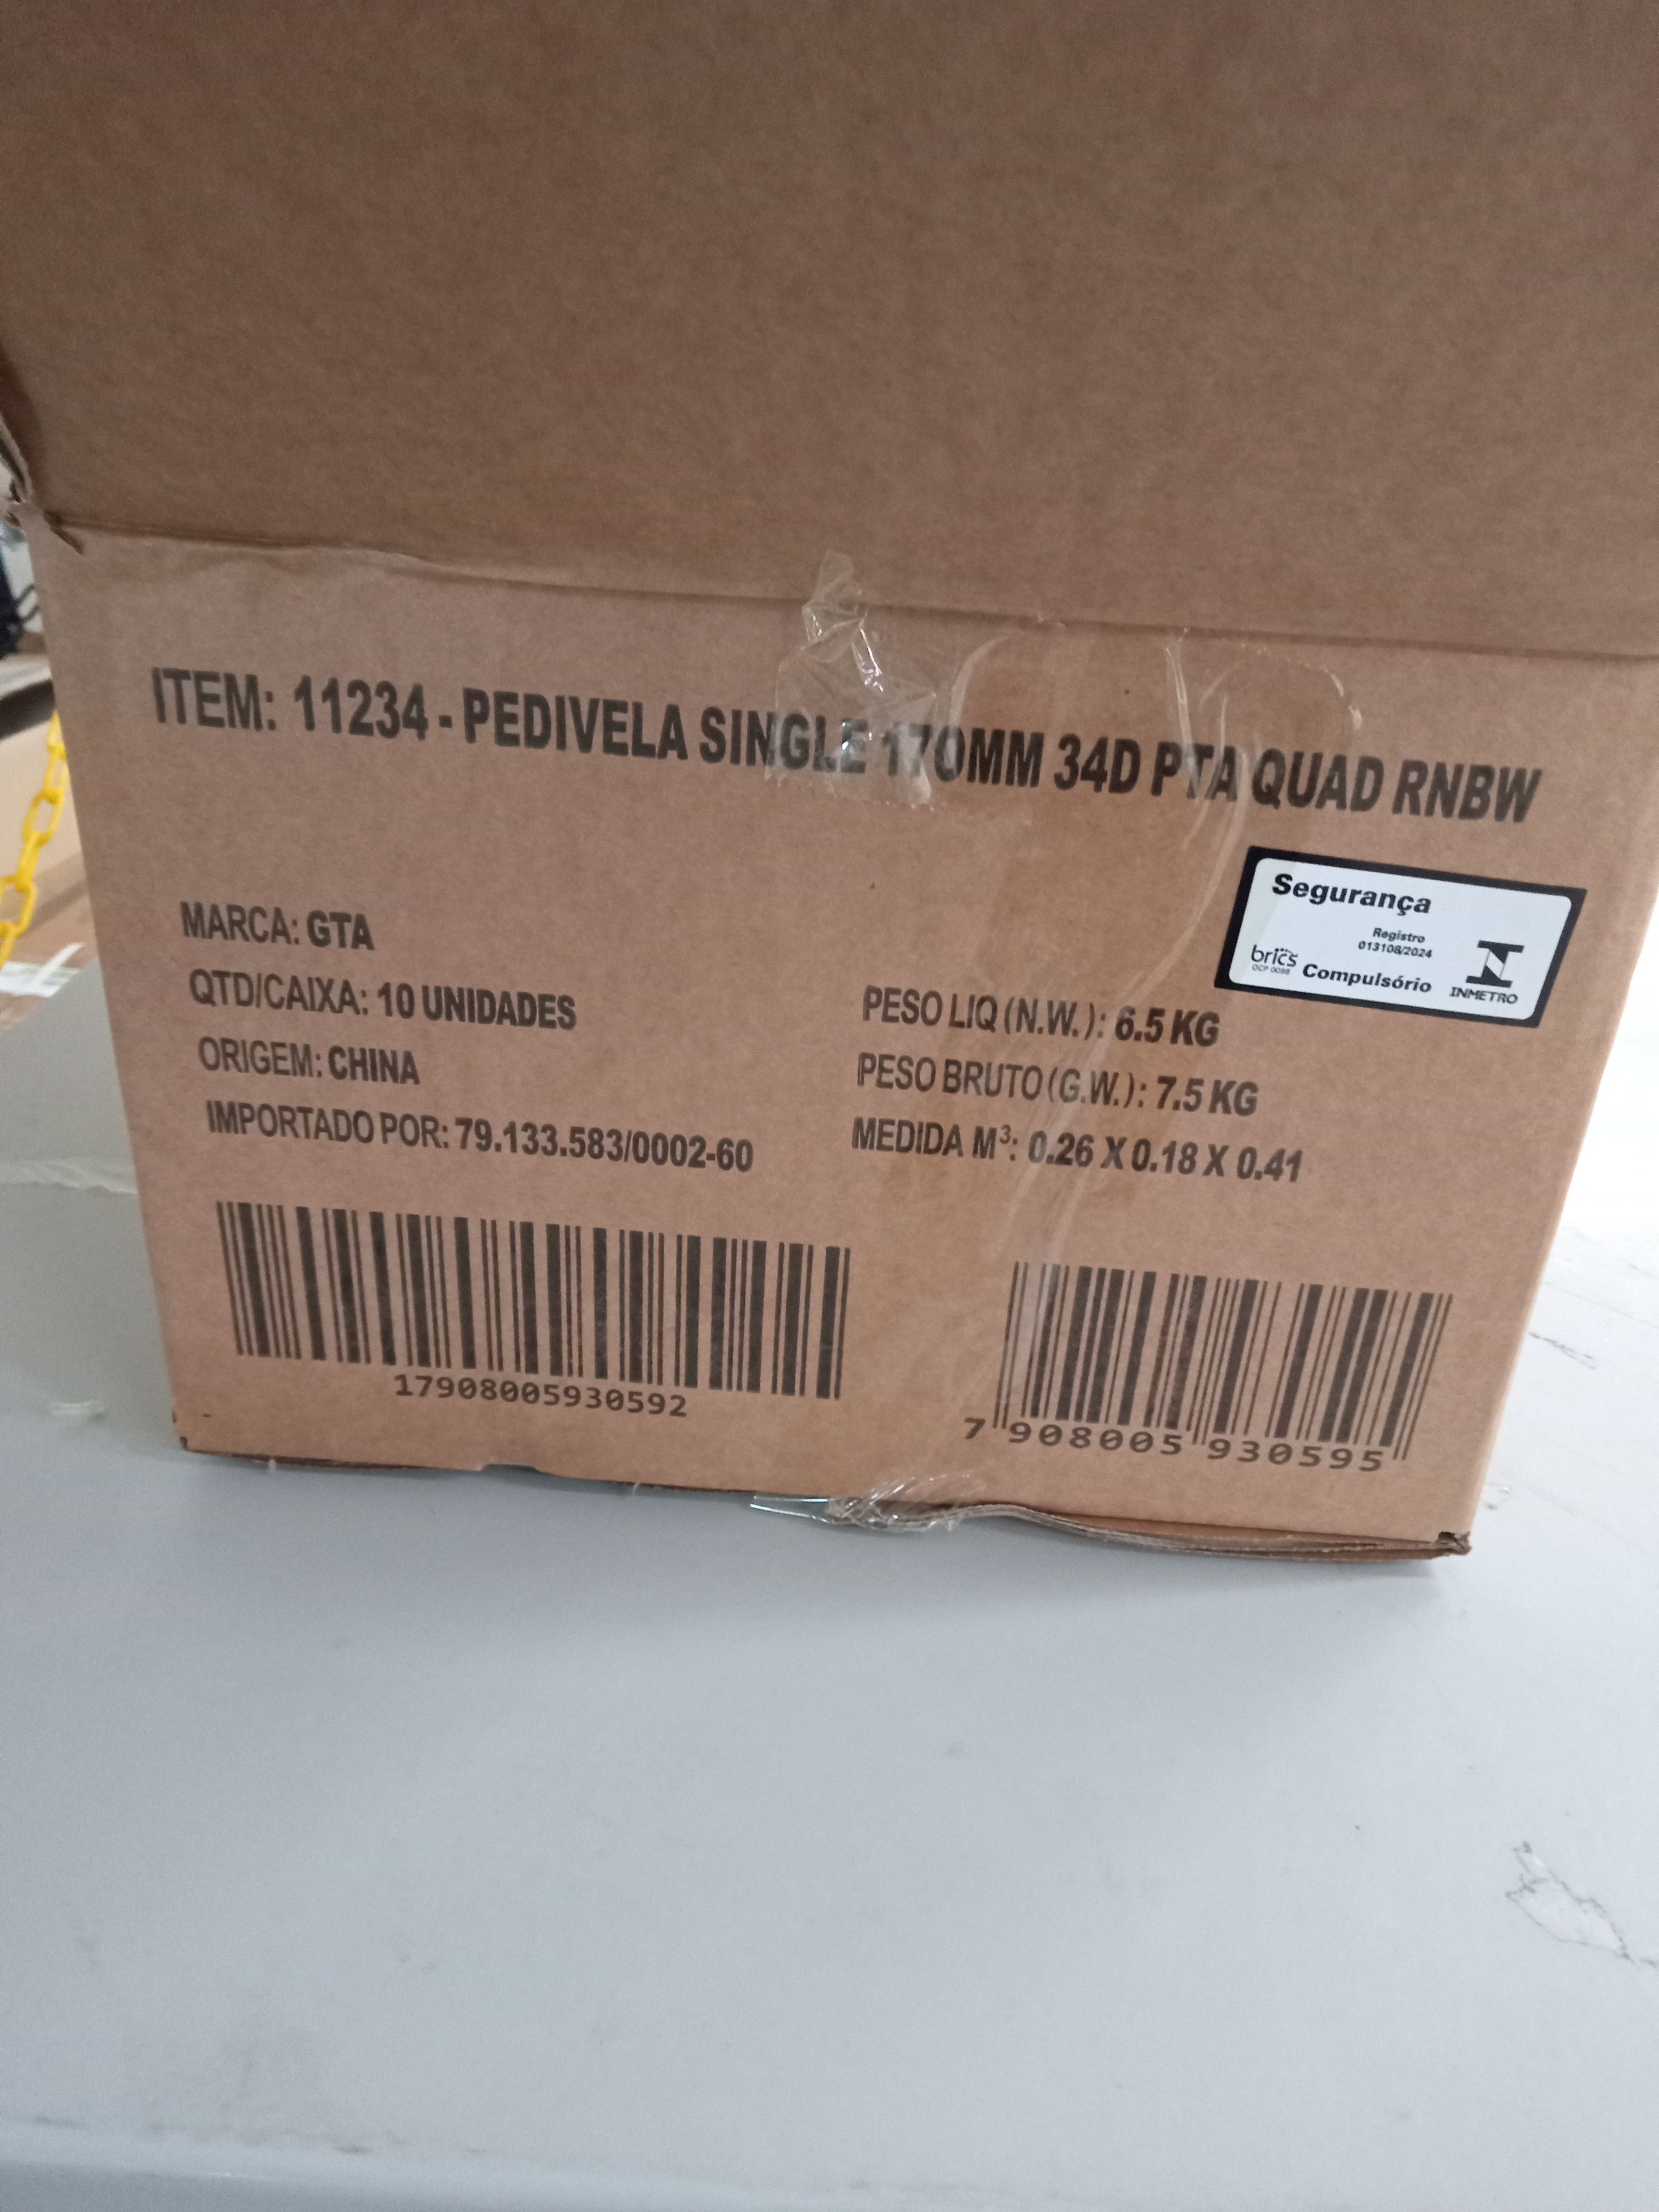 ITEM: 11234 - PEDIVELA SINGLE 170MM 34D PTA QUAD RNBW
Segurança
Registro
013108/2024
brics
OCP 0098
Compulsório
INMETRO
MARCA: GTA
QTD/CAIXA: 10 UNIDADES
ORIGEM: CHINA
IMPORTADO POR: 79.133.583/0002-60
PESO LIQ (N.W.): 6.5 KG
PESO BRUTO (G.W.): 7.5 KG
MEDIDA M³: 0.26 X 0.18 X 0.41
17908005930592
7 908005 930595